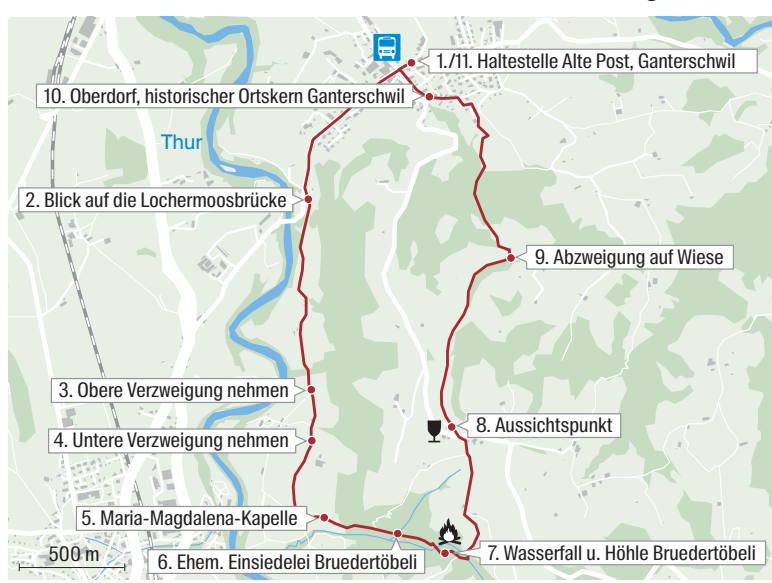 1./11. Haltestelle Alte Post, Ganterschwil
10. Oberdorf, historischer Ortskern Ganterschwil
Thur
2. Blick auf die Lochermoosbrücke
9. Abzweigung auf Wiese
3. Obere Verzweigung nehmen
8. Aussichtspunkt
4. Untere Verzweigung nehmen
5. Maria-Magdalena-Kapelle
500 m
6. Ehem. Einsiedelei Bruedertöbeli
7. Wasserfall u. Höhle Bruedertöbeli